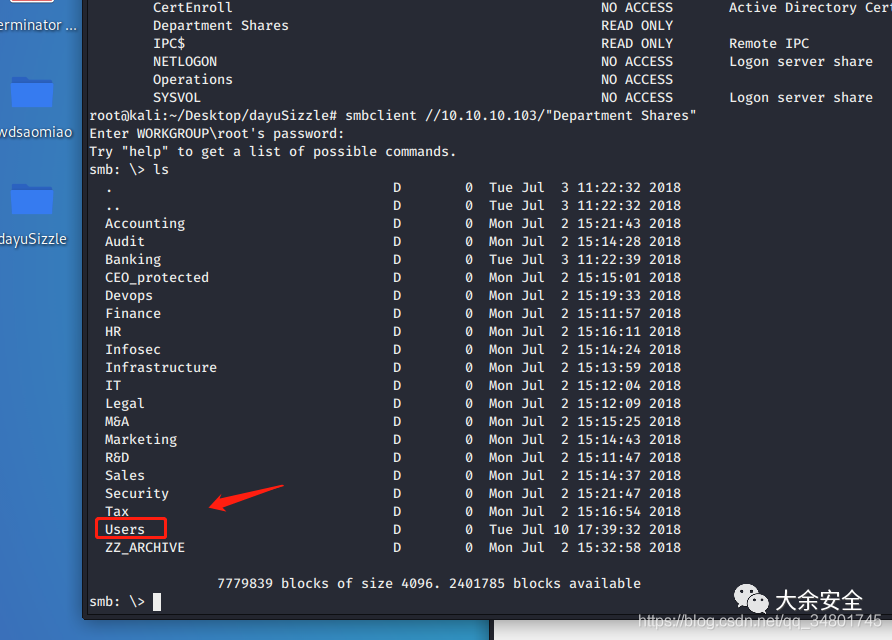 CertEnroll NO ACCESS Active Directory Cer
erminator ...
Department Shares READ ONLY
IPC$ READ ONLY Remote IPC
NETLOGON NO ACCESS Logon server share
Operations NO ACCESS
SYSVOL NO ACCESS Logon server share
root@kali:~/Desktop/dayuSizzle# smbclient //10.10.10.103/"Department Shares"
wdsaomiao
Enter WORKGROUP\root's password:
Try "help" to get a list of possible commands.
smb: \> ls
. D 0 Tue Jul 3 11:22:32 2018
.. D 0 Tue Jul 3 11:22:32 2018
Accounting D 0 Mon Jul 2 15:21:43 2018
dayuSizzle
Audit D 0 Mon Jul 2 15:14:28 2018
Banking D 0 Tue Jul 3 11:22:39 2018
CEO_protected D 0 Mon Jul 2 15:15:01 2018
Devops D 0 Mon Jul 2 15:19:33 2018
Finance D 0 Mon Jul 2 15:11:57 2018
HR D 0 Mon Jul 2 15:16:11 2018
Infosec D 0 Mon Jul 2 15:14:24 2018
Infrastructure D 0 Mon Jul 2 15:13:59 2018
IT D 0 Mon Jul 2 15:12:04 2018
Legal D 0 Mon Jul 2 15:12:09 2018
M&A D 0 Mon Jul 2 15:15:25 2018
Marketing D 0 Mon Jul 2 15:14:43 2018
R&D D 0 Mon Jul 2 15:11:47 2018
Sales D 0 Mon Jul 2 15:14:37 2018
Security D 0 Mon Jul 2 15:21:47 2018
Tax D 0 Mon Jul 2 15:16:54 2018
Users D 0 Tue Jul 10 17:39:32 2018
ZZ_ARCHIVE D 0 Mon Jul 2 15:32:58 2018
7779839 blocks of size 4096. 2401785 blocks available
smb: \>
大余安全
https://blog.csdn.net/qq_34801745